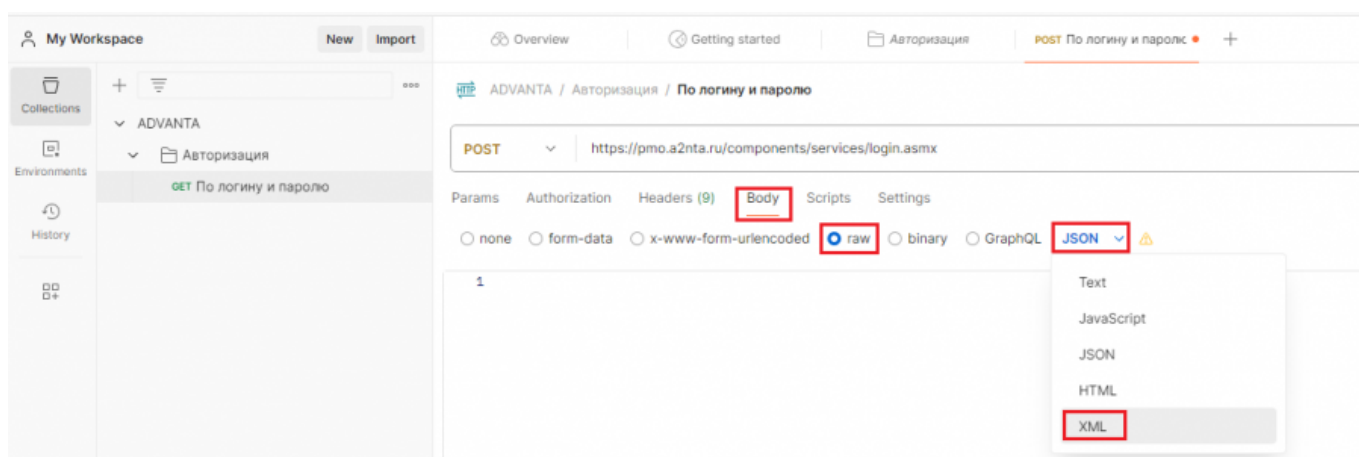 My Workspace New Import Overview Getting started Авторизация POST По логину и паролю
Collections
ADVANTA / Авторизация / По логину и паролю
ADVANTA
POST https://pmo.a2nta.ru/components/services/login.asmx
Авторизация
Environments
GET По логину и паролю
Params Authorization Headers (9) Body Scripts Settings
History
none form-data x-www-form-urlencoded raw binary GraphQL JSON
1
Text
JavaScript
JSON
HTML
XML